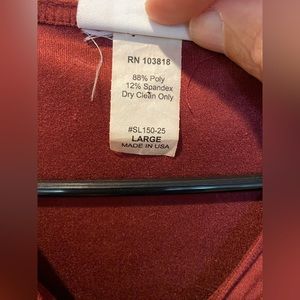 RN 103818
88% Poly
12% Spandex
Dry Clean Only
#SL150-25
LARGE
MADE IN USA